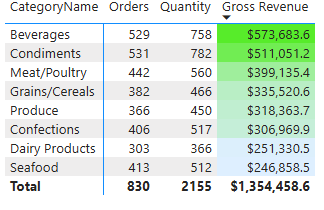 CategoryName Orders Quantity Gross Revenue
Beverages 529 758 $573,683.6
Condiments 531 782 $511,051.2
Meat/Poultry 442 560 $399,135.4
Grains/Cereals 382 466 $335,520.6
Produce 366 450 $318,363.7
Confections 406 517 $306,969.9
Dairy Products 303 366 $251,330.5
Seafood 413 512 $246,858.5
Total 830 2155 $1,354,458.6